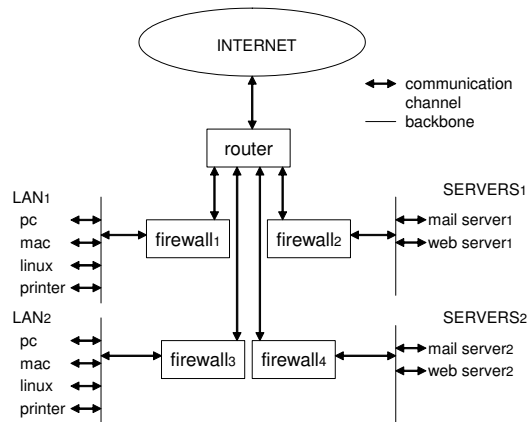 INTERNET
communication
channel
backbone
router
LAN1
SERVERS1
pc
mac
linux
printer
firewall1
firewall2
mail server1
web server1
LAN2
SERVERS2
pc
mac
linux
printer
firewall3
firewall4
mail server2
web server2